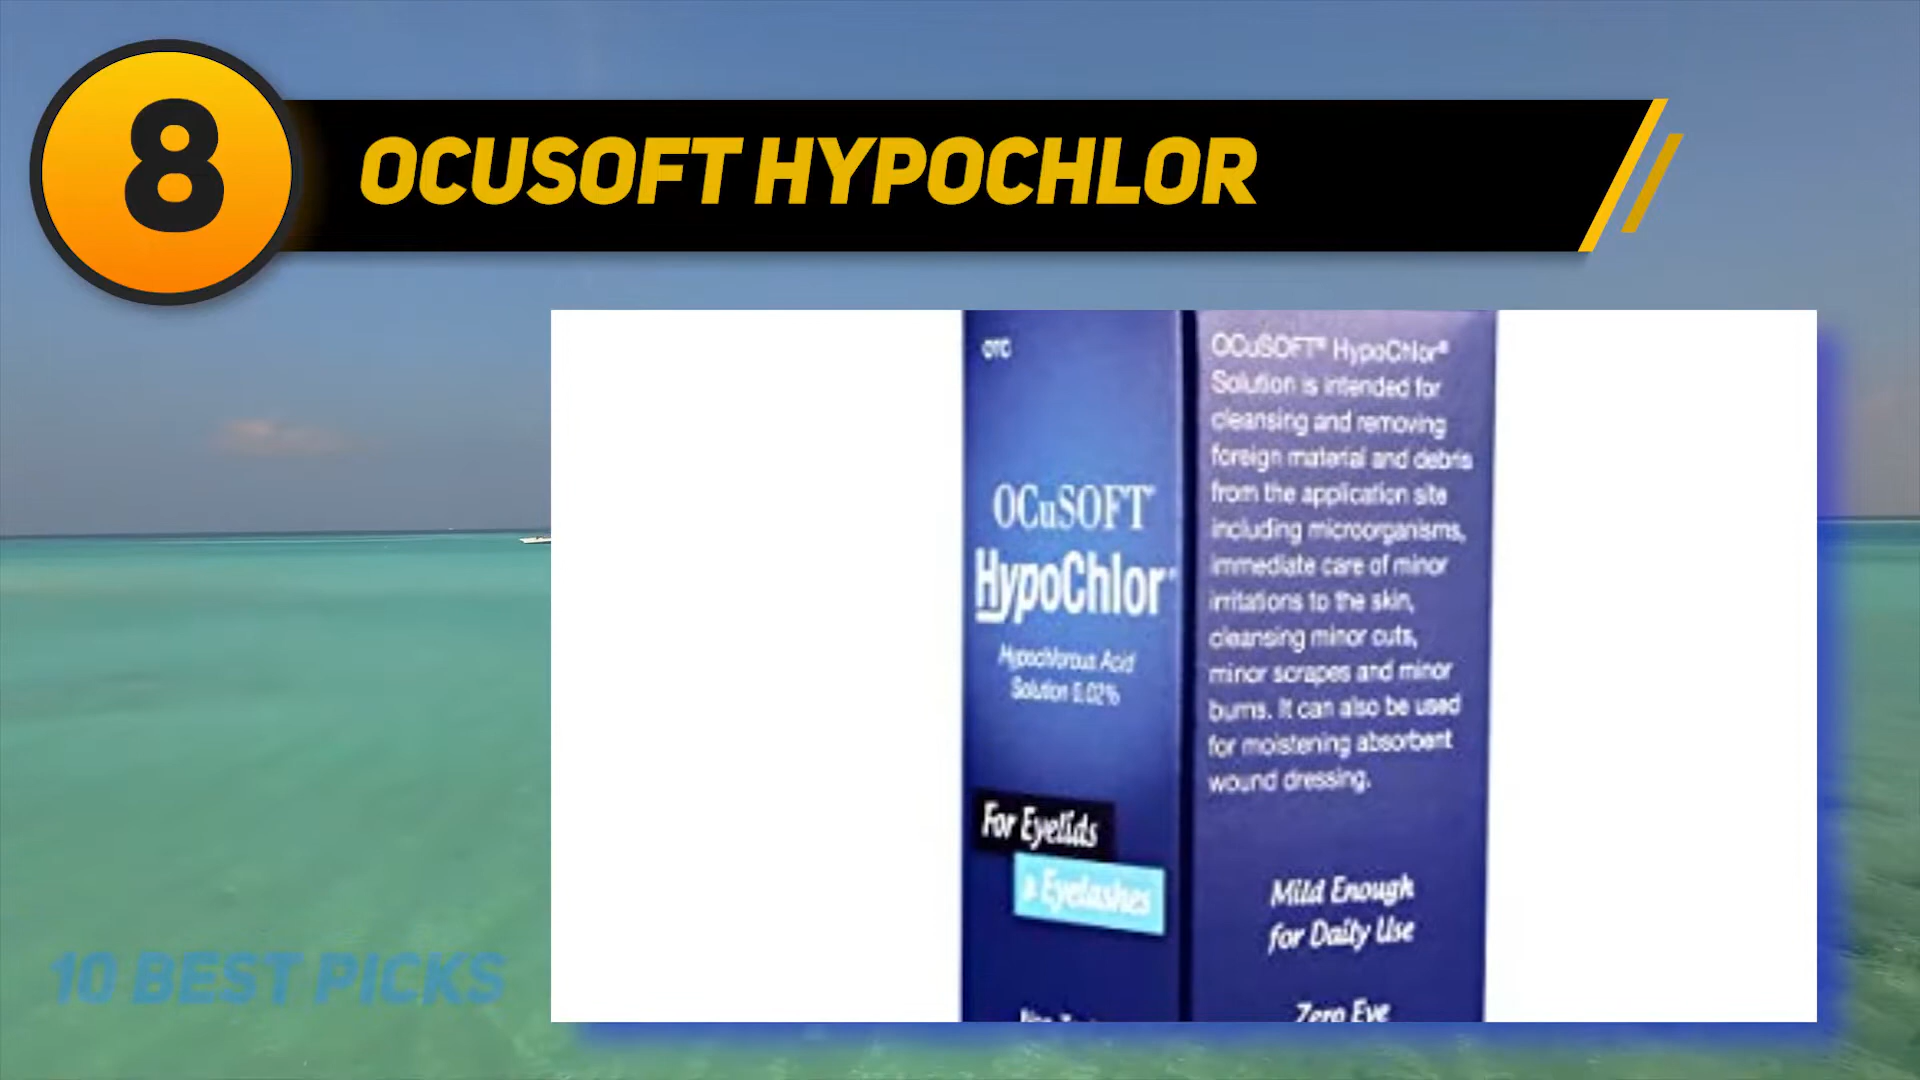 8
OCUSOFT HYPOCHLOR
OTC
OCuSOFT®
HypoChlor®
Hypochlorous Acid
Solution 0.02%
For Eyelids
& Eyelashes
OCuSOFT® HypoChlor®
Solution is intended for
cleansing and removing
foreign material and debris
from the application site
including microorganisms,
immediate care of minor
irritations to the skin,
cleansing minor cuts,
minor scrapes and minor
burns. It can also be used
for moistening absorbent
wound dressing.
Mild Enough
for Daily Use
Zero Eye
10 BEST PICKS